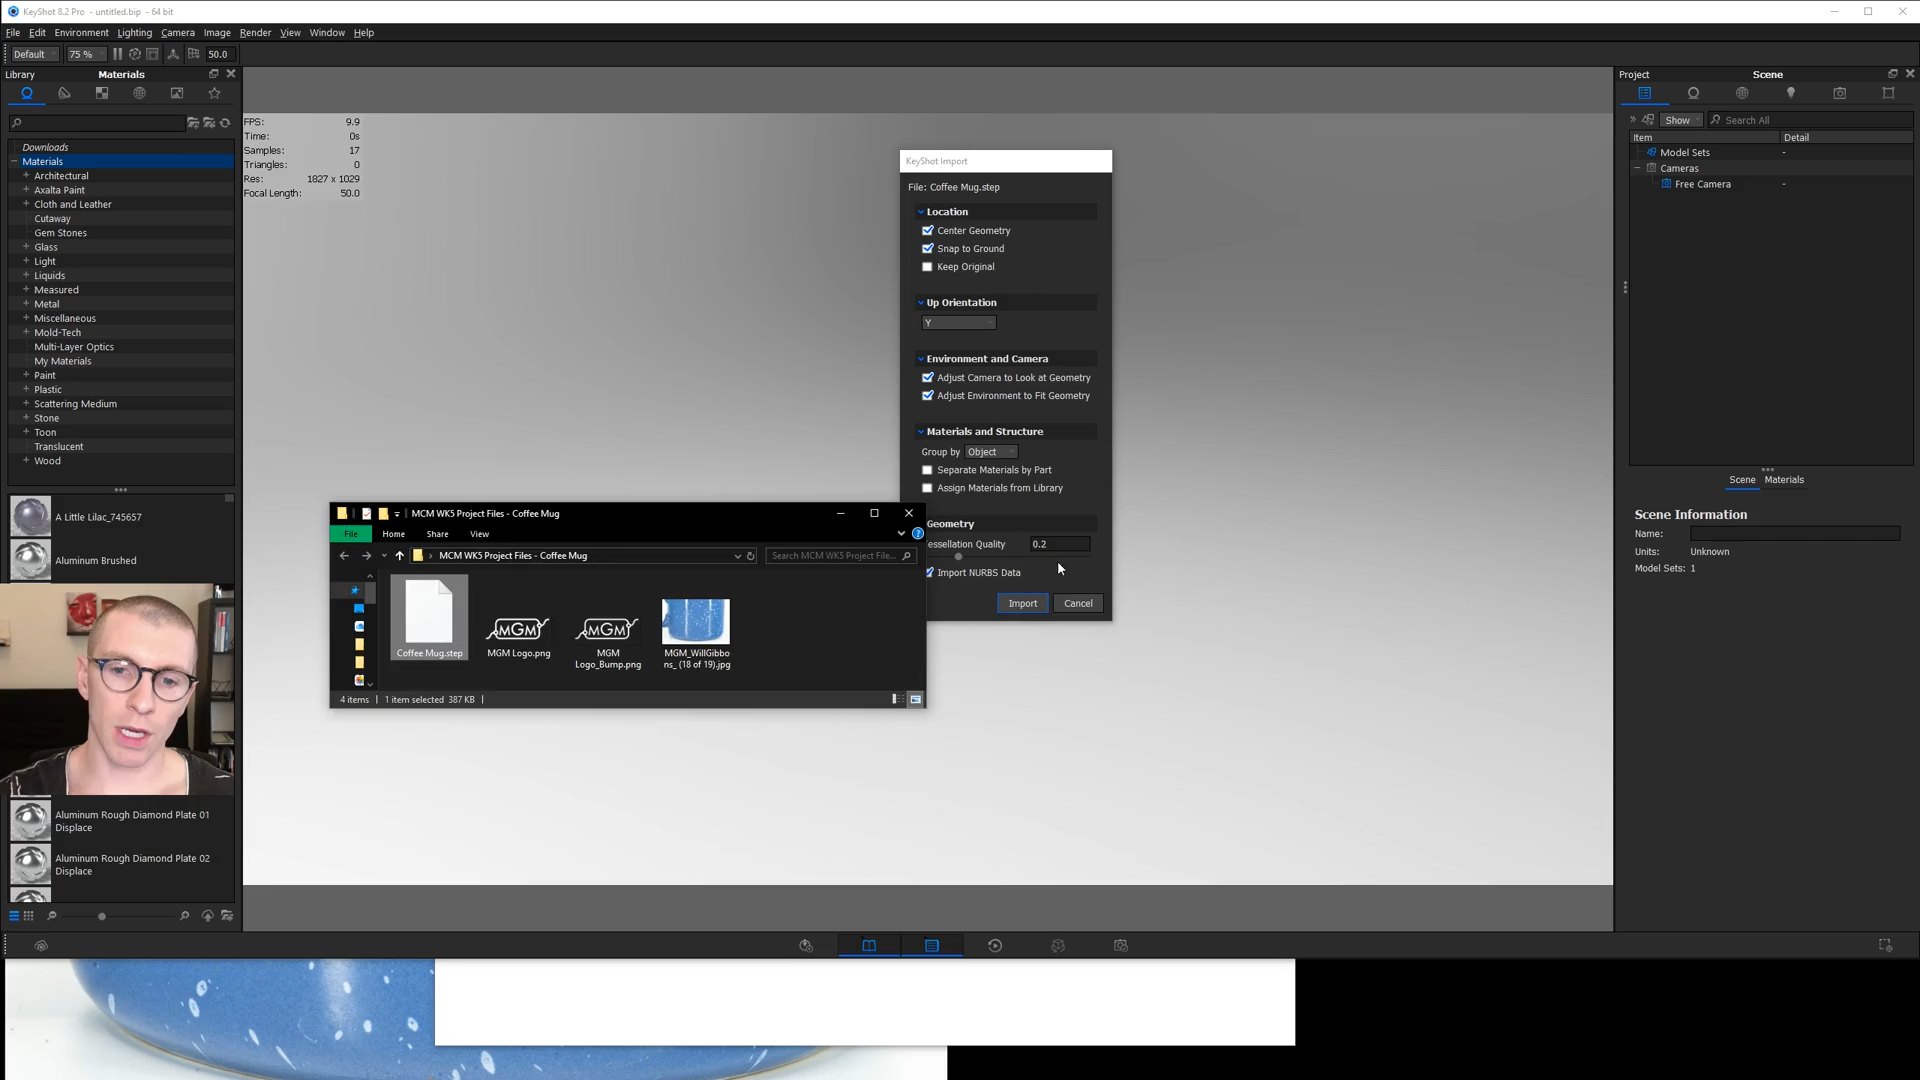 KeyShot 8.2 Pro - untitled.bip - 64 bit
File Edit Environment Lighting Camera Image Render View Window Help
Default 75 % 50.0
Library Materials
Downloads
Materials
Architectural
Axalta Paint
Cloth and Leather
Cutaway
Gem Stones
Glass
Light
Liquids
Measured
Metal
Miscellaneous
Mold-Tech
Multi-Layer Optics
My Materials
Paint
Plastic
Scattering Medium
Stone
Toon
Translucent
Wood
A Little Lilac_745657
Aluminum Brushed
Aluminum Rough Diamond Plate 01
Displace
Aluminum Rough Diamond Plate 02
Displace
FPS: 9.9
Time: 0s
Samples: 17
Triangles: 0
Res: 1827 x 1029
Focal Length: 50.0
KeyShot Import
File: Coffee Mug.step
Location
Center Geometry
Snap to Ground
Keep Original
Up Orientation
Y
Environment and Camera
Adjust Camera to Look at Geometry
Adjust Environment to Fit Geometry
Materials and Structure
Group by Object
Separate Materials by Part
Assign Materials from Library
Geometry
essellation Quality 0.2
Import NURBS Data
Import Cancel
MCM WK5 Project Files - Coffee Mug
File Home Share View
MCM WK5 Project Files - Coffee Mug
Search MCM WK5 Project File...
MGM MGM
Coffee Mug.step
MGM Logo.png
MGM
Logo_Bump.png
MGM_WillGibbo
ns_ (18 of 19).jpg
4 items 1 item selected 387 KB
Project Scene
Show Search All
Item Detail
Model Sets -
Cameras
Free Camera -
Scene Materials
Scene Information
Name:
Units: Unknown
Model Sets: 1